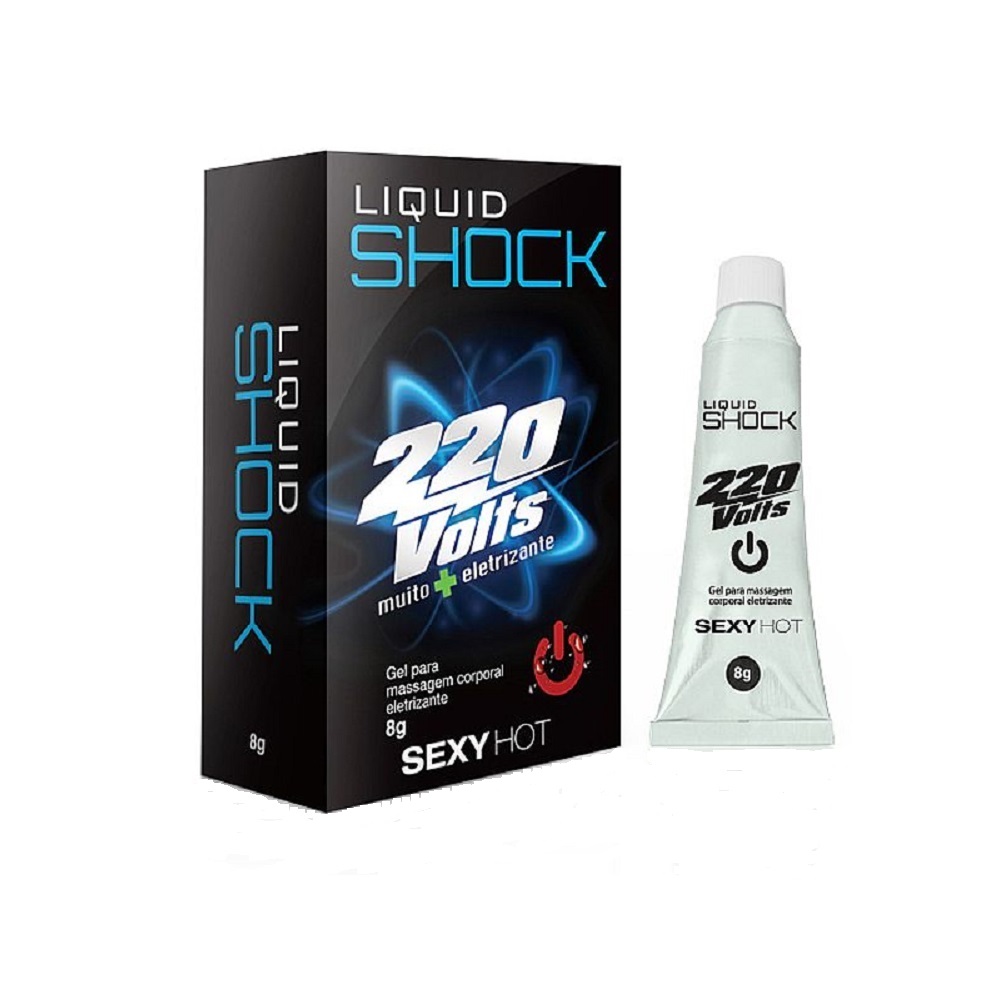 LIQUID
SHOCK
220
Volts
muito + eletrizante
Gel para
massagem corporal
eletrizante
8g
SEXY HOT
LIQUID
SHOCK
8g
LIQUID
SHOCK
220
Volts
Gel para massagem
corporal eletrizante
SEXY HOT
8g